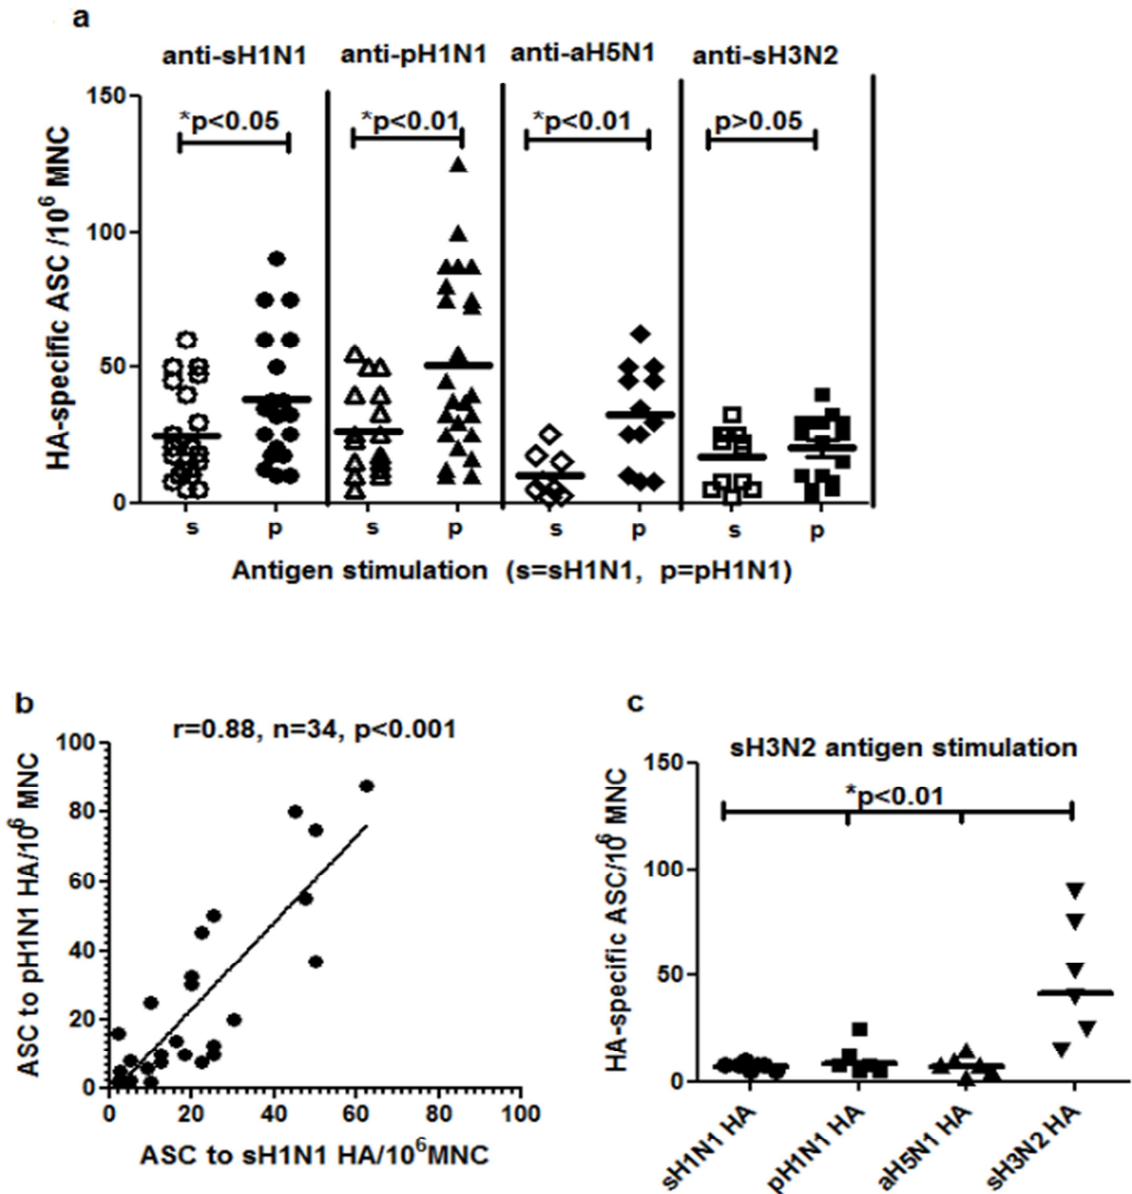 a
anti-sH1N1 anti-pH1N1 anti-aH5N1 anti-sH3N2
*p<0.05 *p<0.01 *p<0.01 p>0.05
HA-specific ASC /10⁶ MNC
150
100
50
0
s p s p s p s p
Antigen stimulation (s=sH1N1, p=pH1N1)
b
r=0.88, n=34, p<0.001
ASC to pH1N1 HA/10⁶ MNC
100
80
60
40
20
0
0 20 40 60 80 100
ASC to sH1N1 HA/10⁶MNC
c
sH3N2 antigen stimulation
*p<0.01
HA-specific ASC/10⁶ MNC
150
100
50
0
sH1N1 HA
pH1N1 HA
aH5N1 HA
sH3N2 HA